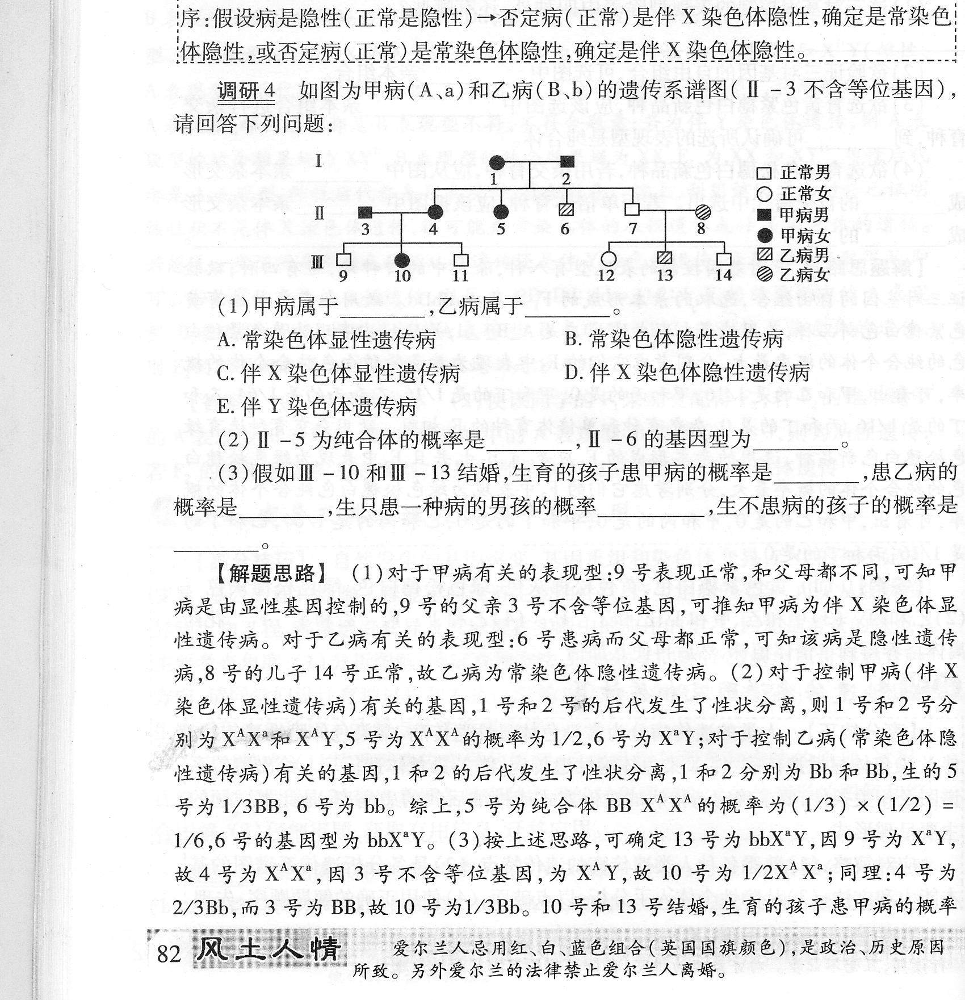 序:假设病是隐性(正常是隐性)→否定病(正常)是伴 X 染色体隐性,确定是常染色
体隐性,或否定病(正常)是常染色体隐性,确定是伴 X 染色体隐性。
调研 4 如图为甲病(A、a)和乙病(B、b)的遗传系谱图(Ⅱ-3 不含等位基因),
请回答下列问题:
Ⅰ 1 2
Ⅱ 3 4 5 6 7 8
Ⅲ 9 10 11 12 13 14
正常男
正常女
甲病男
甲病女
乙病男
乙病女
(1)甲病属于________,乙病属于________。
A. 常染色体显性遗传病 B. 常染色体隐性遗传病
C. 伴 X 染色体显性遗传病 D. 伴 X 染色体隐性遗传病
E. 伴 Y 染色体遗传病
(2)Ⅱ-5 为纯合体的概率是________,Ⅱ-6 的基因型为________。
(3)假如Ⅲ-10 和Ⅲ-13 结婚,生育的孩子患甲病的概率是________,患乙病的
概率是________,生只患一种病的男孩的概率__________,生不患病的孩子的概率是
________。
【解题思路】 (1)对于甲病有关的表现型:9 号表现正常,和父母都不同,可知甲
病是由显性基因控制的,9 号的父亲 3 号不含等位基因,可推知甲病为伴 X 染色体显
性遗传病。对于乙病有关的表现型:6 号患病而父母都正常,可知该病是隐性遗传
病,8 号的儿子 14 号正常,故乙病为常染色体隐性遗传病。(2)对于控制甲病(伴 X
染色体显性遗传病)有关的基因,1 号和 2 号的后代发生了性状分离,则 1 号和 2 号分
别为 XᴬXᵃ和 XᴬY,5 号为 XᴬXᴬ的概率为 1/2,6 号为 XᵃY;对于控制乙病(常染色体隐
性遗传病)有关的基因,1 和 2 的后代发生了性状分离,1 和 2 分别为 Bb 和 Bb,生的 5
号为 1/3BB, 6 号为 bb。综上,5 号为纯合体 BB XᴬXᴬ的概率为(1/3)×(1/2)=
1/6,6 号的基因型为 bbXᵃY。(3)按上述思路,可确定 13 号为 bbXᵃY,因 9 号为 XᵃY,
故 4 号为 XᴬXᵃ,因 3 号不含等位基因,为 XᴬY,故 10 号为 1/2XᴬXᵃ;同理:4 号为
2/3Bb,而 3 号为 BB,故 10 号为1/3Bb。10 号和 13 号结婚,生育的孩子患甲病的概率
82 风土人情 爱尔兰人忌用红、白、蓝色组合(英国国旗颜色),是政治、历史原因
所致。另外爱尔兰的法律禁止爱尔兰人离婚。